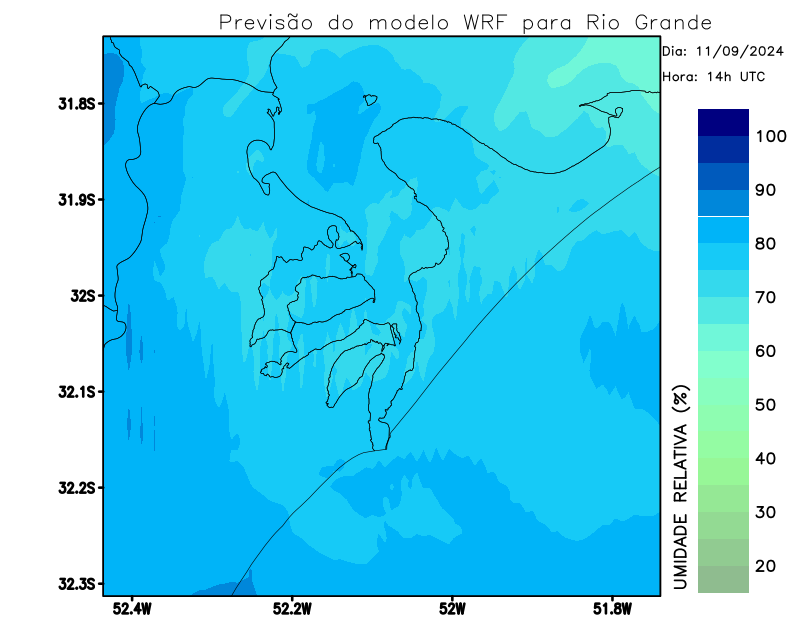 Previsão do modelo WRF para Rio Grande
Dia: 11/09/2024
Hora: 14h UTC
31.8S
31.9S
32S
32.1S
32.2S
32.3S
52.4W
52.2W
52W
51.8W
100
90
80
70
60
50
40
30
20
UMIDADE RELATIVA (%)